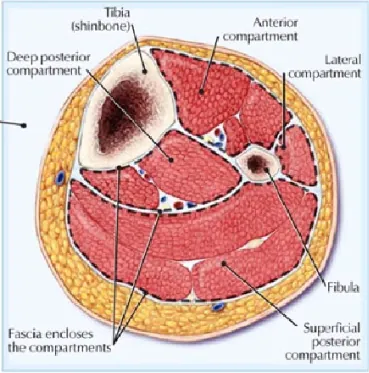 Tibia
(shinbone)
Anterior
compartment
Deep posterior
compartment
Lateral
compartment
Fibula
Fascia encloses
the compartments
Superficial
posterior
compartment